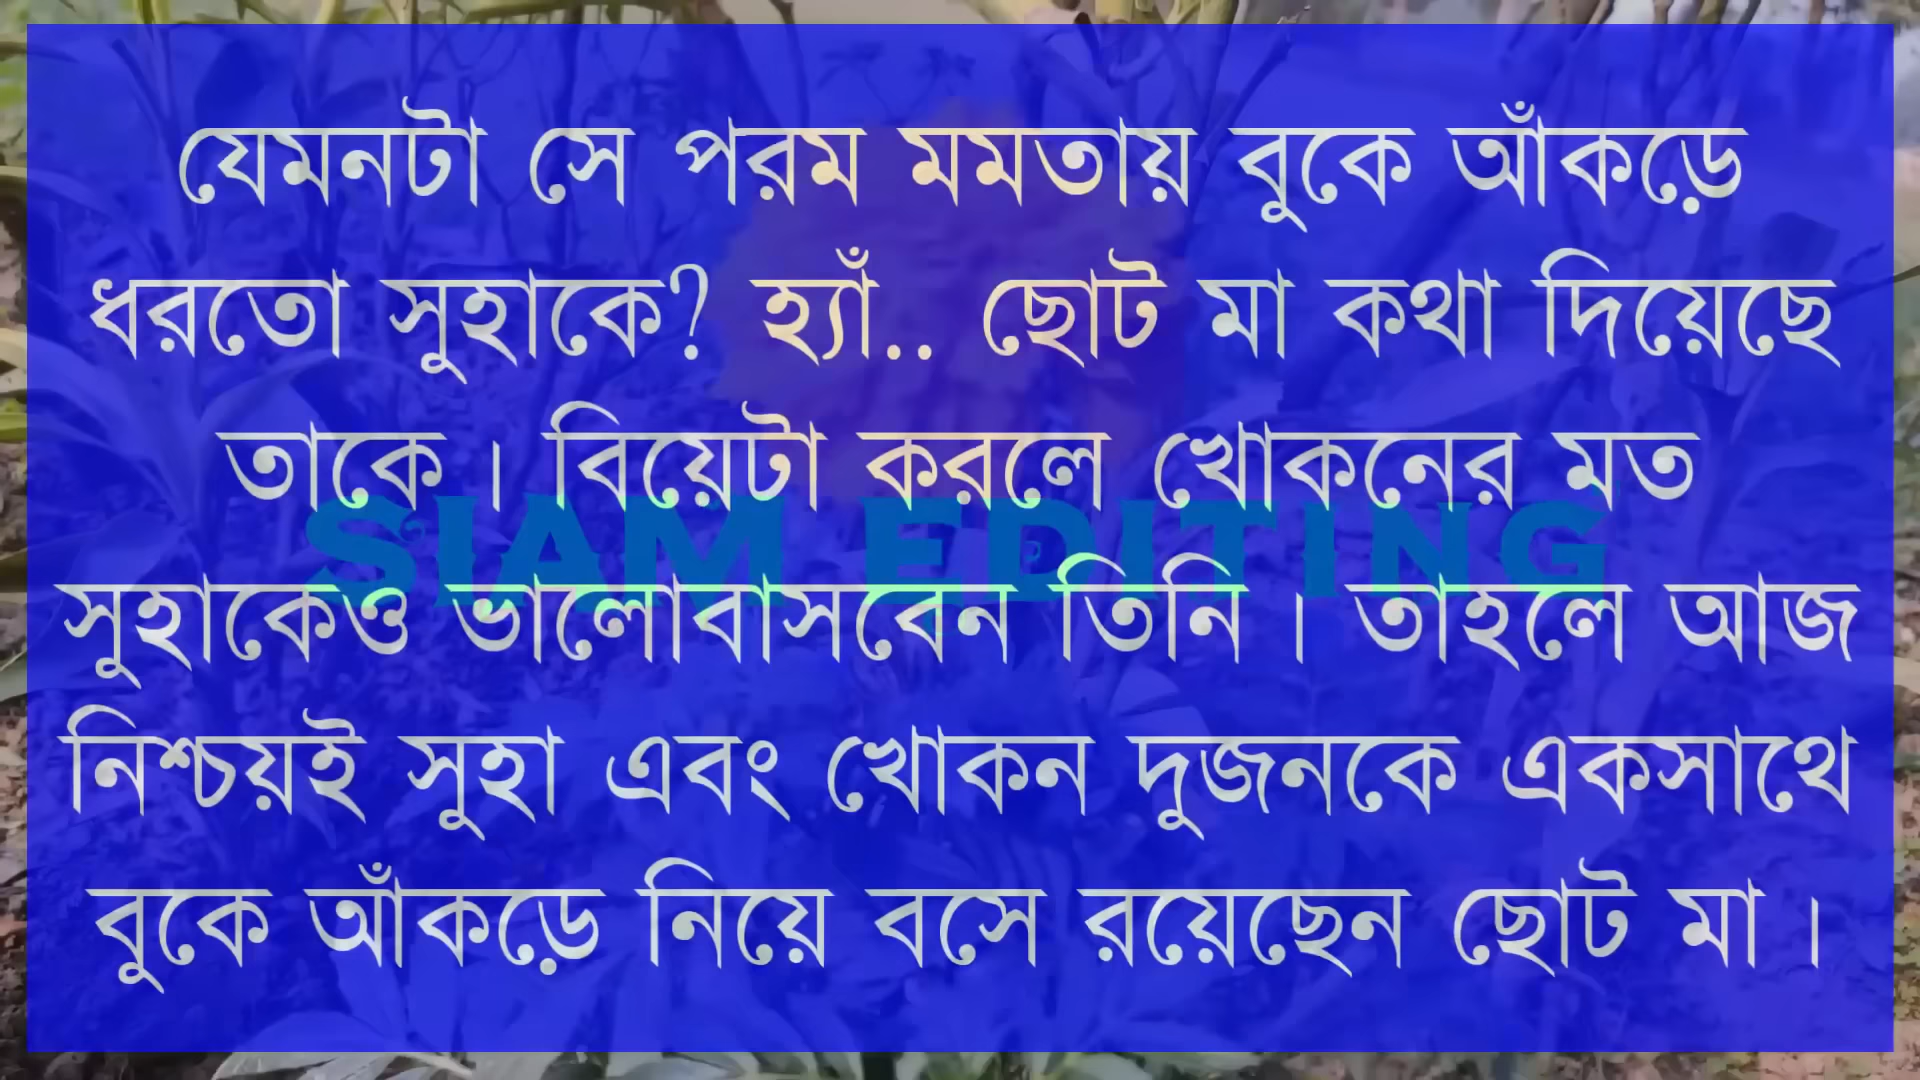 যেমনটা সে পরম মমতায় বুকে আঁকড়ে
ধরতো সুহাকে? হ্যাঁ.. ছোট মা কথা দিয়েছে
তাকে। বিয়েটা করলে খোকনের মত
SIAM EDITING
সুহাকেও ভালোবাসবেন তিনি। তাহলে আজ
নিশ্চয়ই সুহা এবং খোকন দুজনকে একসাথে
বুকে আঁকড়ে নিয়ে বসে রয়েছেন ছোট মা।